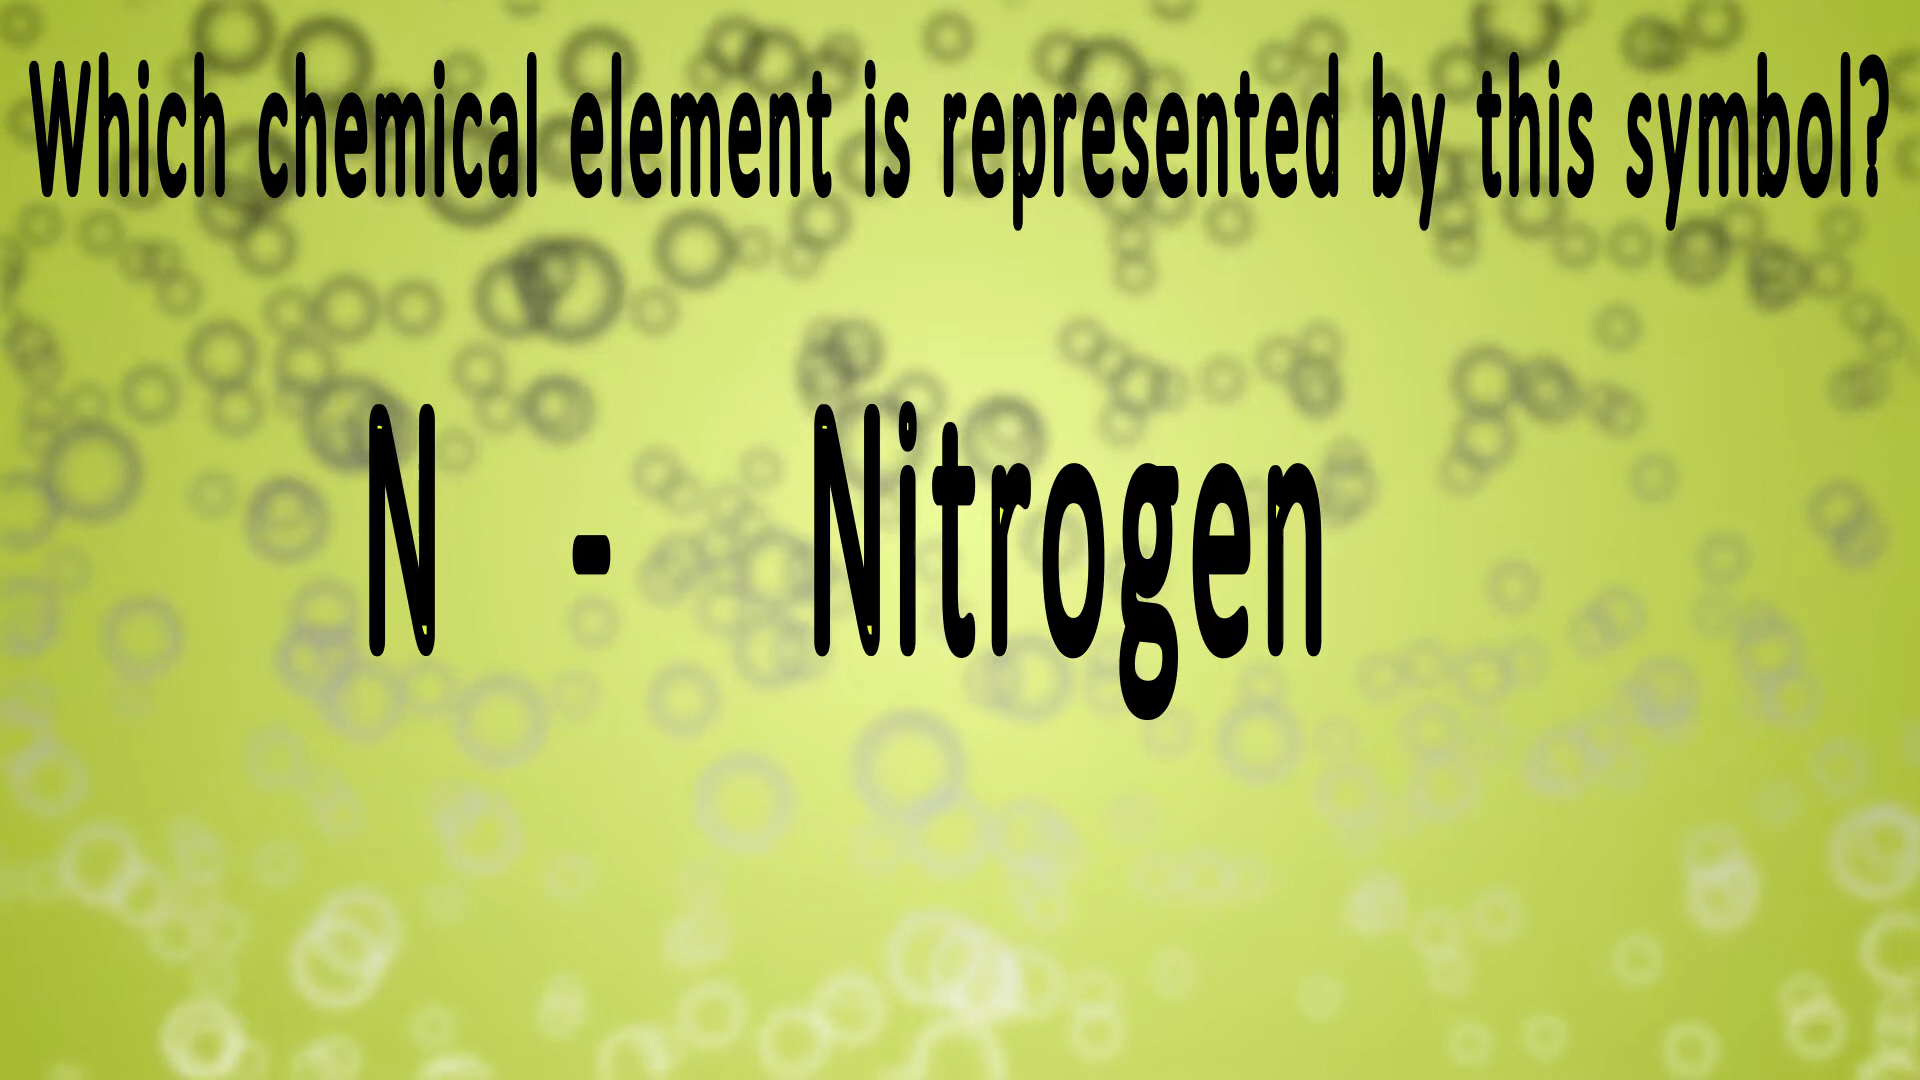 Which chemical element is represented by this symbol?
N - Nitrogen